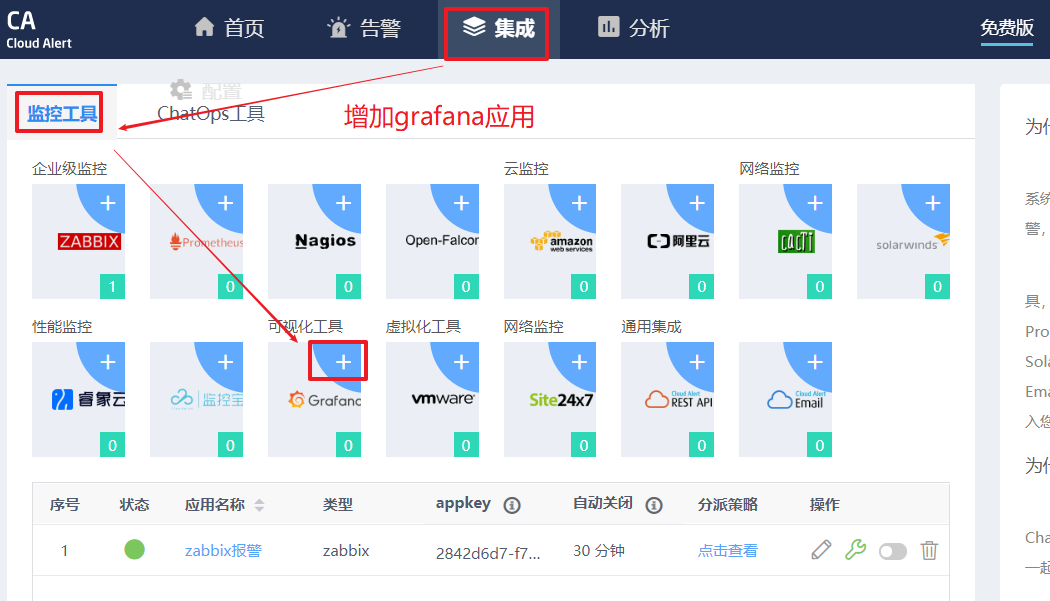 CA
Cloud Alert
首页
告警
集成
分析
免费版
配置
监控工具
ChatOps工具
增加grafana应用
为什
企业级监控
云监控
网络监控
ZABBIX
Prometheus
Nagios
Open-Falcor
amazon
web services
阿里云
cacti
solarwinds
1
0
0
0
0
0
0
0
系统
警，
具，
性能监控
可视化工具
虚拟化工具
网络监控
通用集成
睿象云
监控宝
Grafana
vmware
Site24x7
Cloud Alert
REST API
Cloud Alert
Email
0
0
0
0
0
0
0
Pro
Sola
Ema
入您
为什
序号
状态
应用名称
类型
appkey
自动关闭
分派策略
操作
1
zabbix报警
zabbix
2842d6d7-f7...
30 分钟
点击查看
Cha
一起